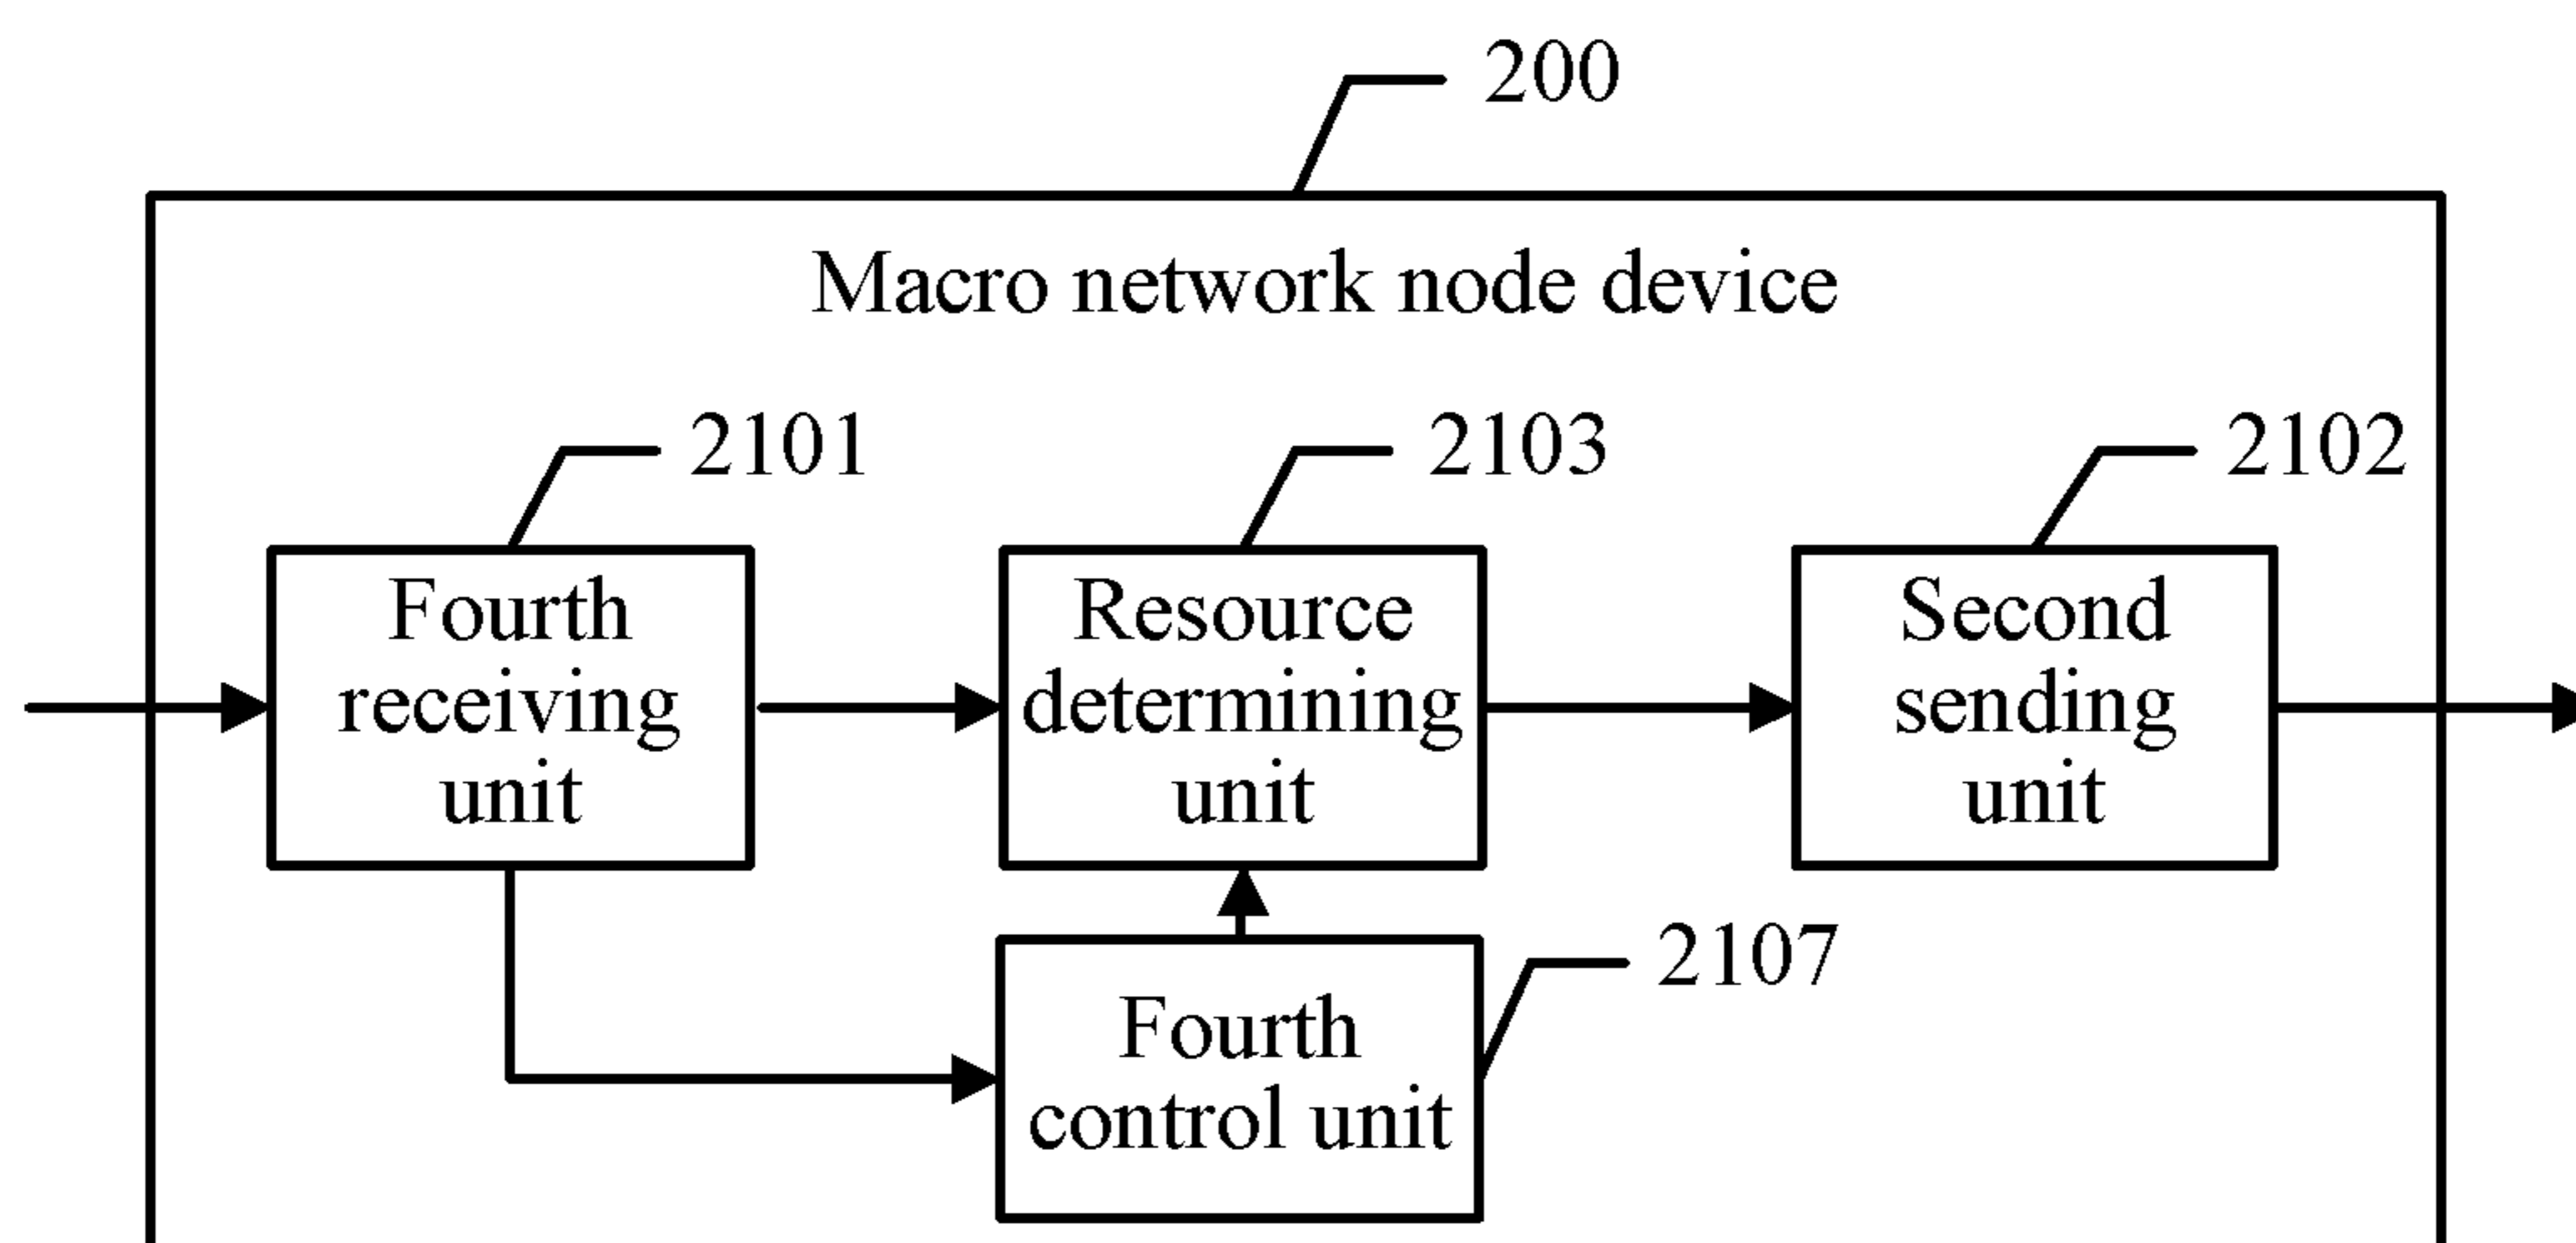 200
Macro network node device
2101
2103
2102
Fourth
receiving
unit
Resource
determining
unit
Second
sending
unit
2107
Fourth
control unit